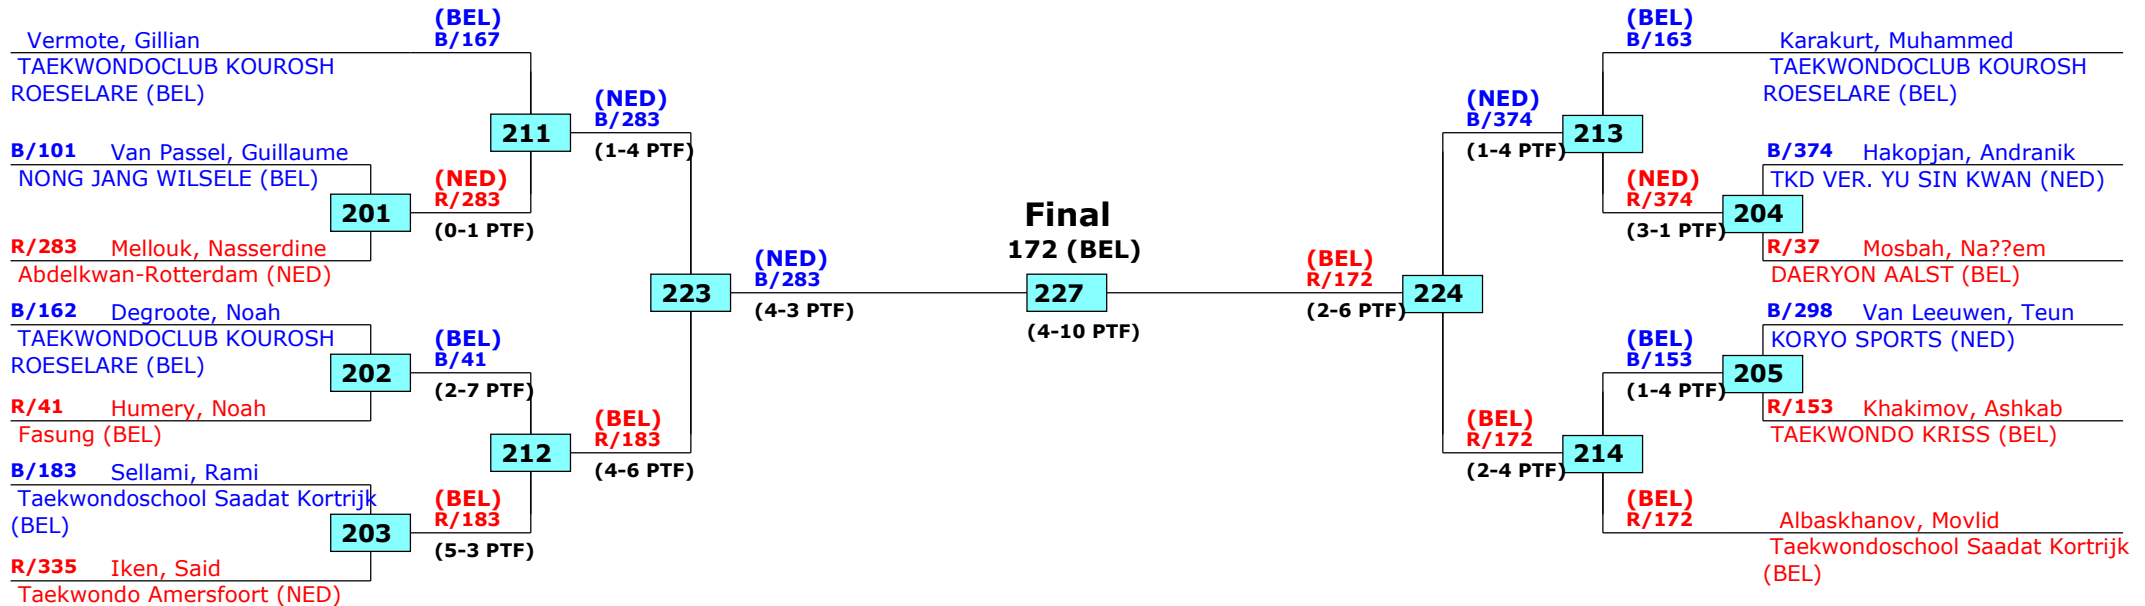 (BEL)
B/167
Vermote, Gillian
TAEKWONDOCLUB KOUROSH
ROESELARE (BEL)
211
(NED)
B/283
(1-4 PTF)
B/101 Van Passel, Guillaume
NONG JANG WILSELE (BEL)
201
(NED)
R/283
(0-1 PTF)
R/283 Mellouk, Nasserdine
Abdelkwan-Rotterdam (NED)
223
(NED)
B/283
(4-3 PTF)
B/162 Degroote, Noah
TAEKWONDOCLUB KOUROSH
ROESELARE (BEL)
202
(BEL)
B/41
(2-7 PTF)
R/41 Humery, Noah
Fasung (BEL)
212
(BEL)
R/183
(4-6 PTF)
B/183 Sellami, Rami
Taekwondoschool Saadat Kortrijk
(BEL)
203
(BEL)
R/183
(5-3 PTF)
R/335 Iken, Said
Taekwondo Amersfoort (NED)
Final
172 (BEL)
227
(4-10 PTF)
(BEL)
R/172
(2-6 PTF)
224
(NED)
B/374
(1-4 PTF)
213
(BEL)
B/163
Karakurt, Muhammed
TAEKWONDOCLUB KOUROSH
ROESELARE (BEL)
B/374 Hakopjan, Andranik
TKD VER. YU SIN KWAN (NED)
(NED)
R/374
(3-1 PTF)
204
R/37 Mosbah, Na??em
DAERYON AALST (BEL)
B/298 Van Leeuwen, Teun
KORYO SPORTS (NED)
(BEL)
B/153
(1-4 PTF)
205
R/153 Khakimov, Ashkab
TAEKWONDO KRISS (BEL)
(BEL)
R/172
(2-4 PTF)
214
(BEL)
R/172
Albaskhanov, Movlid
Taekwondoschool Saadat Kortrijk
(BEL)